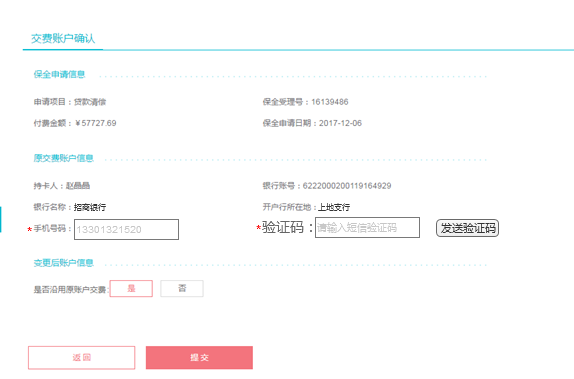 交费账户确认
保全申请信息
申请项目：贷款清偿 保全受理号：16139486
付费金额：￥57727.69 保全申请日期：2017-12-06
原交费账户信息
持卡人：赵晶晶 银行账号：6222000200119164929
银行名称：招商银行 开户行所在地：上地支行
*手机号码：13301321520 *验证码：请输入短信验证码 发送验证码
变更后账户信息
是否沿用原账户交费: 是 否
返 回 提 交